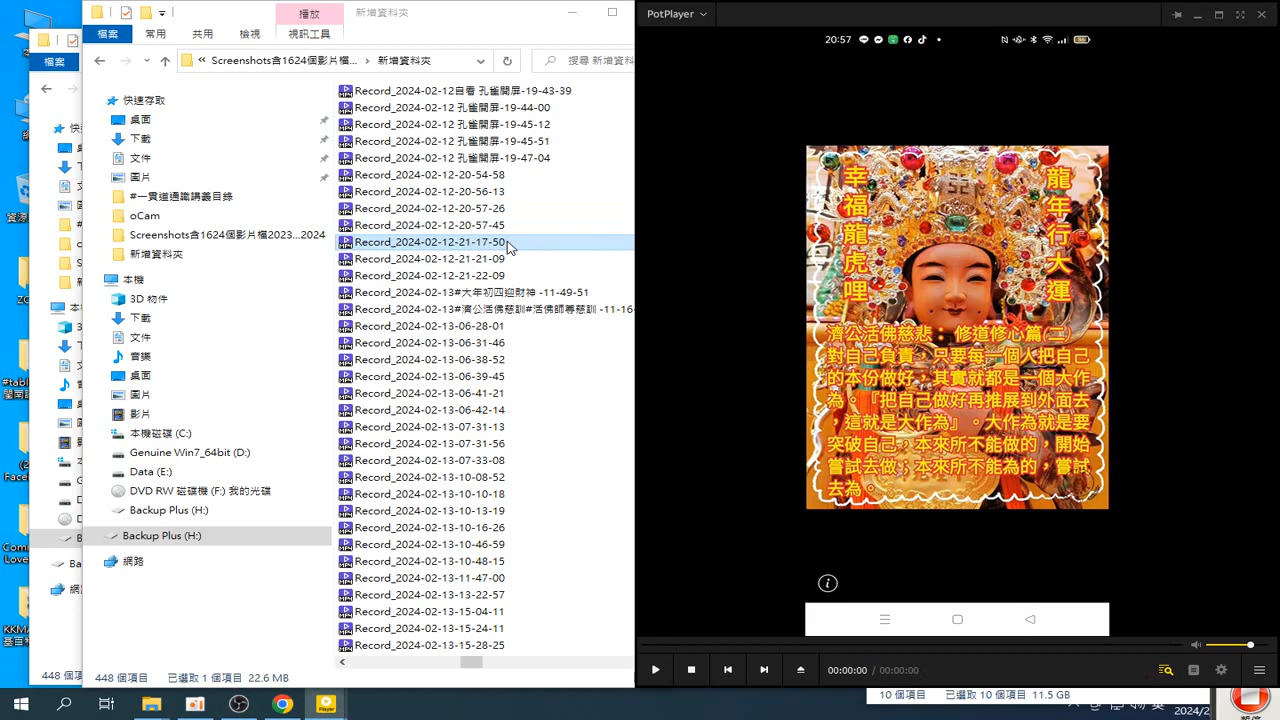 播放
新增資料夾
檔案
常用
共用
檢視
視訊工具
« Screenshots含1624個影片檔... › 新增資料夾
搜尋 新增資料
快速存取
桌面
下載
文件
圖片
#一貫道通識講義目錄
oCam
Screenshots含1624個影片檔2023...2024
新增資料夾
本機
3D 物件
下載
文件
音樂
桌面
圖片
影片
本機磁碟 (C:)
Genuine Win7_64bit (D:)
Data (E:)
DVD RW 磁碟機 (F:) 我的光碟
Backup Plus (H:)
Backup Plus (H:)
網路
Record_2024-02-12自看 孔雀開屏-19-43-39
Record_2024-02-12 孔雀開屏-19-44-00
Record_2024-02-12 孔雀開屏-19-45-12
Record_2024-02-12 孔雀開屏-19-45-51
Record_2024-02-12 孔雀開屏-19-47-04
Record_2024-02-12-20-54-58
Record_2024-02-12-20-56-13
Record_2024-02-12-20-57-26
Record_2024-02-12-20-57-45
Record_2024-02-12-21-17-50
Record_2024-02-12-21-21-09
Record_2024-02-12-21-22-09
Record_2024-02-13#大年初四迎財神 -11-49-51
Record_2024-02-13#濟公活佛慈訓#活佛師尊慈訓 -11-16-
Record_2024-02-13-06-28-01
Record_2024-02-13-06-31-46
Record_2024-02-13-06-38-52
Record_2024-02-13-06-39-45
Record_2024-02-13-06-41-21
Record_2024-02-13-06-42-14
Record_2024-02-13-07-31-13
Record_2024-02-13-07-31-56
Record_2024-02-13-07-33-08
Record_2024-02-13-10-08-52
Record_2024-02-13-10-10-18
Record_2024-02-13-10-13-19
Record_2024-02-13-10-16-26
Record_2024-02-13-10-46-59
Record_2024-02-13-10-48-15
Record_2024-02-13-11-47-00
Record_2024-02-13-13-22-57
Record_2024-02-13-15-04-11
Record_2024-02-13-15-24-11
Record_2024-02-13-15-28-25
448 個項目
已選取 1 個項目 22.6 MB
檔案
448 個項
PotPlayer
20:57
幸福龍虎哩
龍年行大運
濟公活佛慈悲： 修道修心篇(二)
對自己負責，只要每一個人把自己
的本份做好，其實就都是一個大作
為。『把自己做好再推展到外面去
，這就是大作為』。大作為就是要
突破自己，本來所不能做的，開始
嘗試去做；本來所不能為的，嘗試
去為。
00:00:00 / 00:00:00
10 個項目 已選取 10 個項目 11.5 GB
2024/2